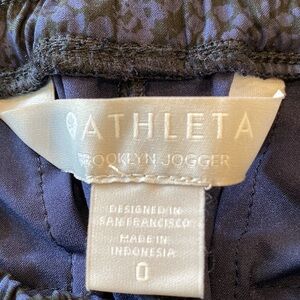 ATHLETA
BROOKLYN JOGGER
DESIGNED IN
SAN FRANCISCO
MADE IN
INDONESIA
0